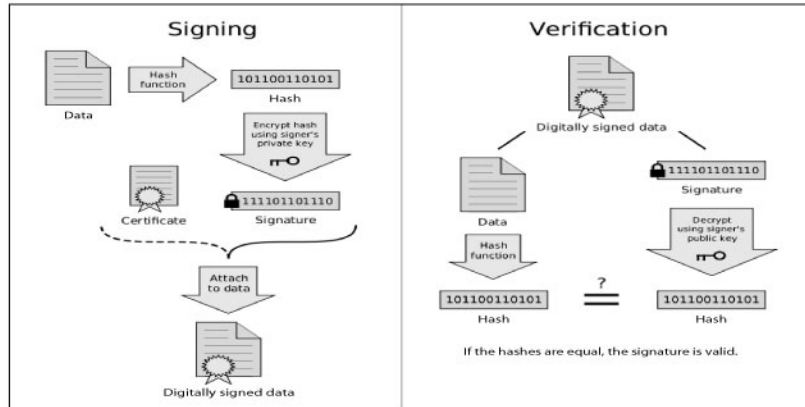 Signing
Data
Hash
function
101100110101
Hash
Encrypt hash
using signer's
private key
Certificate
111101101110
Signature
Attach
to data
Digitally signed data
Verification
Digitally signed data
Data
111101101110
Signature
Hash
function
Decrypt
using signer's
public key
101100110101
Hash
?
=
101100110101
Hash
If the hashes are equal, the signature is valid.